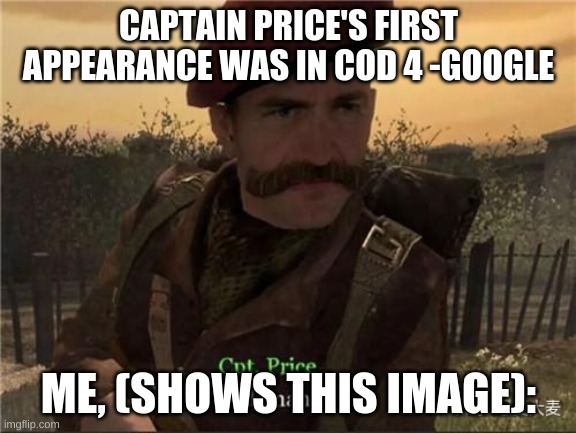 CAPTAIN PRICE'S FIRST
APPEARANCE WAS IN COD 4 -GOOGLE
Cpt. Price
ME, (SHOWS THIS IMAGE):
imgflip.com